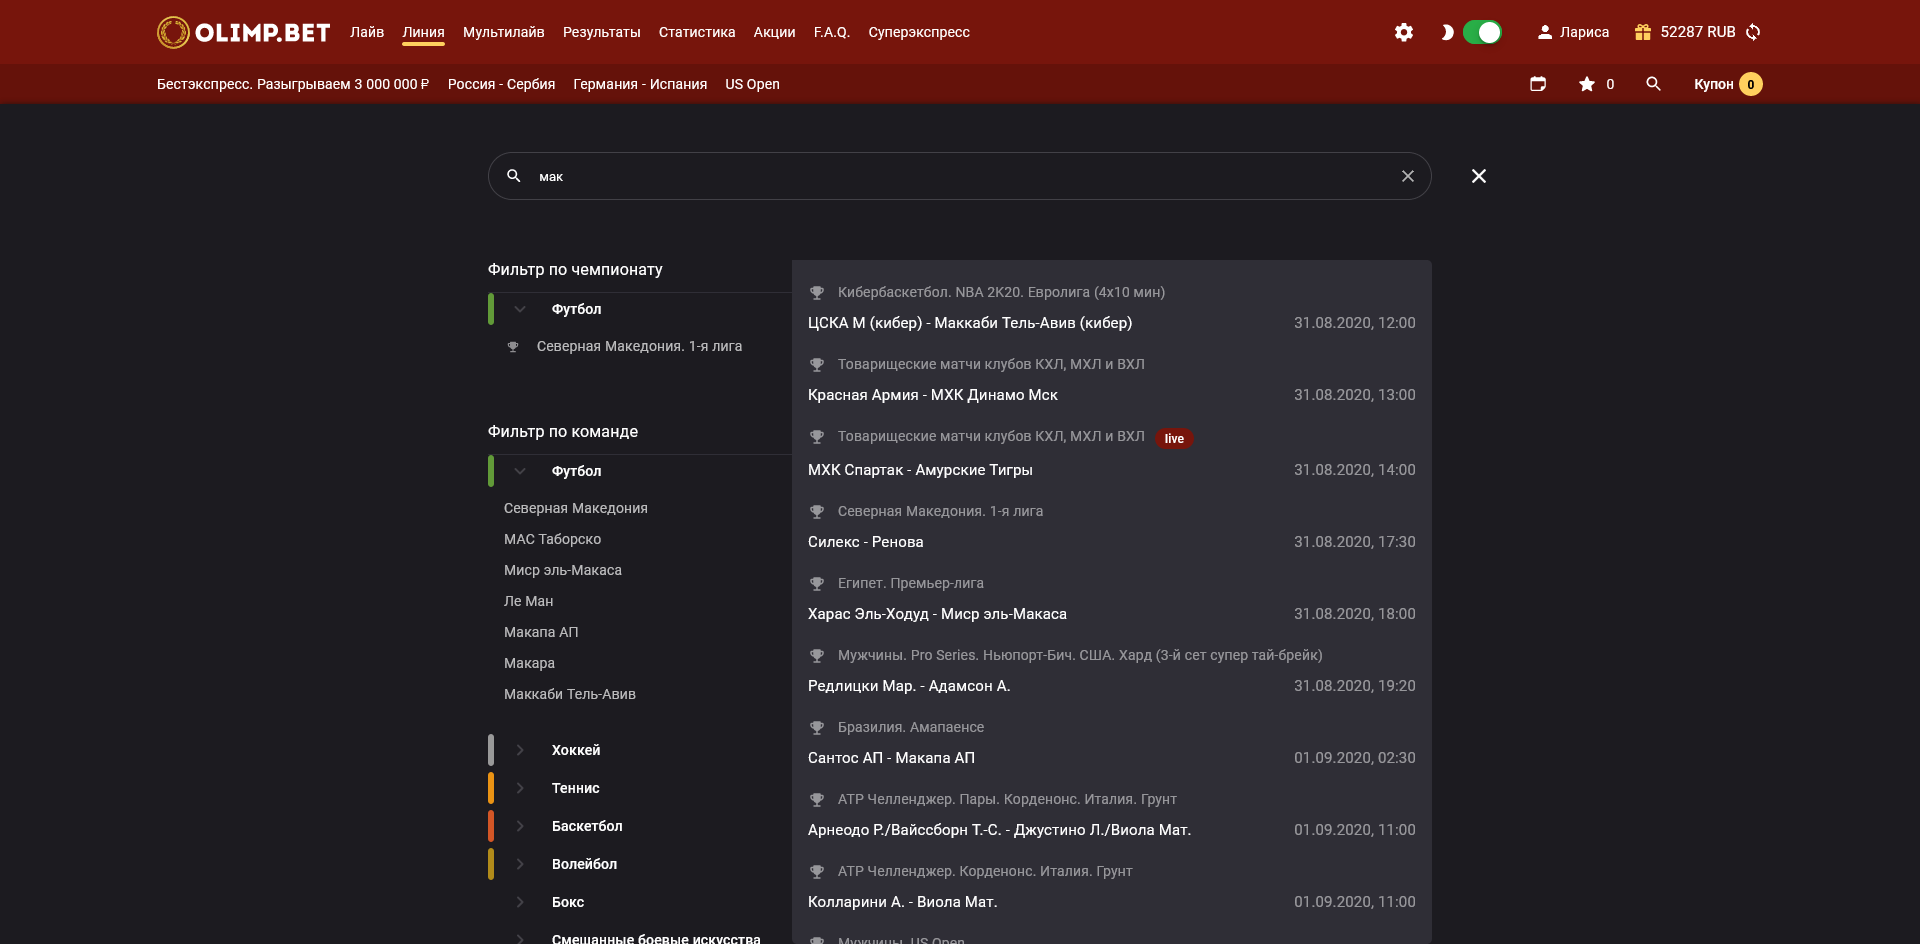 OLIMP.BET Лайв Линия Мультилайв Результаты Статистика Акции F.A.Q. Суперэкспресс Лариса 52287 RUB
Бестэкспресс. Разыгрываем 3 000 000 ₽ Россия - Сербия Германия - Испания US Open 0 Купон 0
мак
Фильтр по чемпионату
Футбол
Северная Македония. 1-я лига
Фильтр по команде
Футбол
Северная Македония
МАС Таборско
Миср эль-Макаса
Ле Ман
Макапа АП
Макара
Маккаби Тель-Авив
Хоккей
Теннис
Баскетбол
Волейбол
Бокс
Смешанные боевые искусства
Кибербаскетбол. NBA 2K20. Евролига (4х10 мин)
ЦСКА М (кибер) - Маккаби Тель-Авив (кибер) 31.08.2020, 12:00
Товарищеские матчи клубов КХЛ, МХЛ и ВХЛ
Красная Армия - МХК Динамо Мск 31.08.2020, 13:00
Товарищеские матчи клубов КХЛ, МХЛ и ВХЛ live
МХК Спартак - Амурские Тигры 31.08.2020, 14:00
Северная Македония. 1-я лига
Силекс - Ренова 31.08.2020, 17:30
Египет. Премьер-лига
Харас Эль-Ходуд - Миср эль-Макаса 31.08.2020, 18:00
Мужчины. Pro Series. Ньюпорт-Бич. США. Хард (3-й сет супер тай-брейк)
Редлицки Мар. - Адамсон А. 31.08.2020, 19:20
Бразилия. Амапаенсе
Сантос АП - Макапа АП 01.09.2020, 02:30
АТР Челленджер. Пары. Корденонс. Италия. Грунт
Арнеодо Р./Вайссборн Т.-С. - Джустино Л./Виола Мат. 01.09.2020, 11:00
АТР Челленджер. Корденонс. Италия. Грунт
Колларини А. - Виола Мат. 01.09.2020, 11:00
Мужчины. US Open